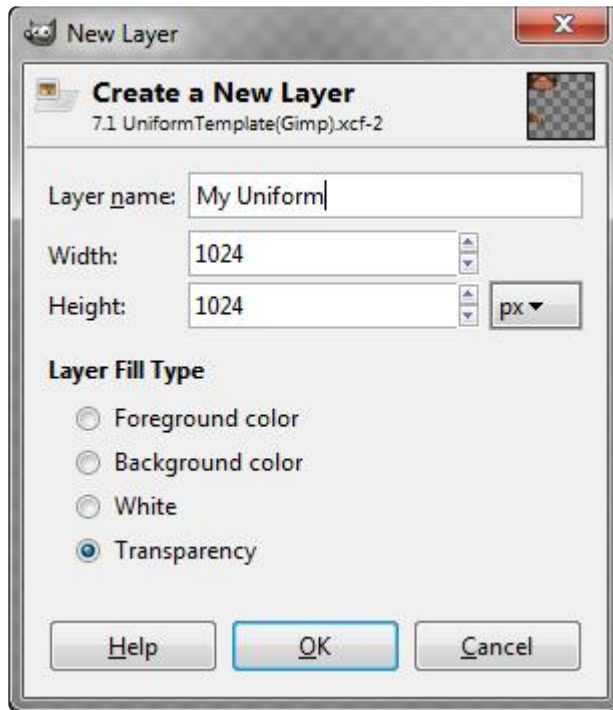 New Layer
Create a New Layer
7.1 UniformTemplate(Gimp).xcf-2
Layer name: My Uniform
Width: 1024
Height: 1024 px
Layer Fill Type
Foreground color
Background color
White
Transparency
Help OK Cancel